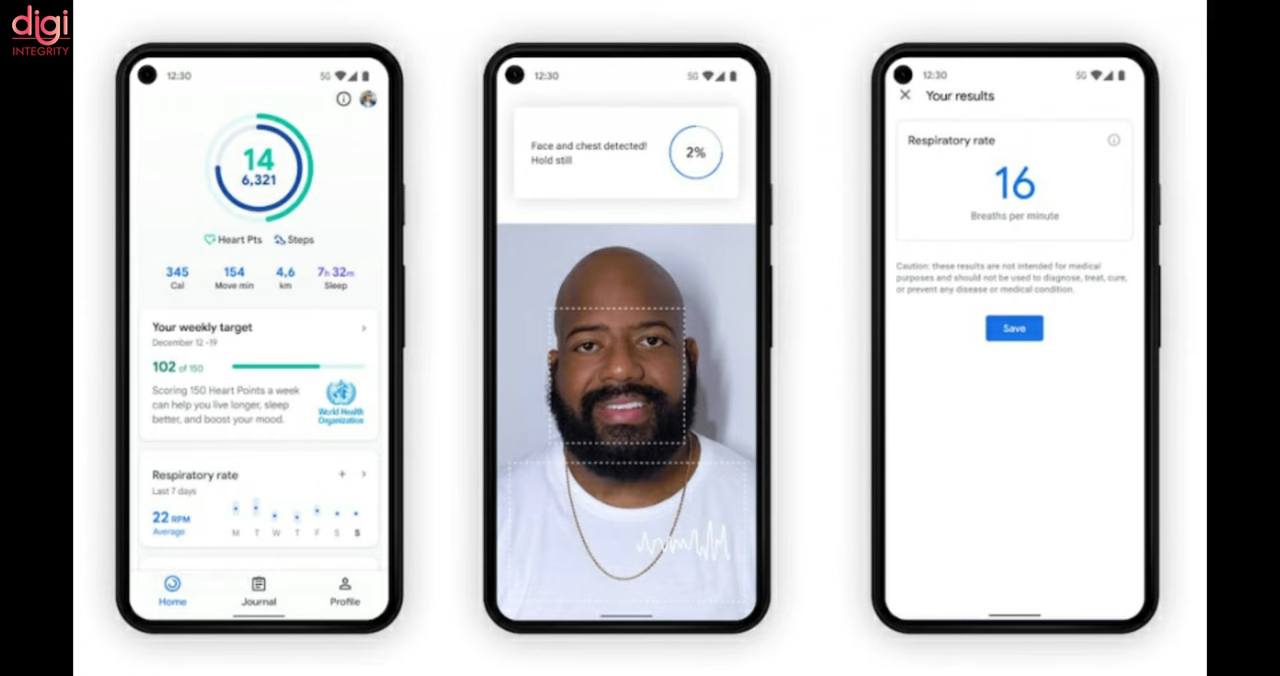 digi
INTEGRITY
12:30
5G
14
6,321
Heart Pts Steps
345 154 4,6 7h 32m
Cal Move min km Sleep
Your weekly target
December 12 -19
102 of 150
Scoring 150 Heart Points a week
can help you live longer, sleep
better, and boost your mood.
World Health
Organization
Respiratory rate
Last 7 days
22 RPM
Average
M T W T F S S
Home Journal Profile
12:30
5G
Face and chest detected!
Hold still
2%
12:30
5G
Your results
Respiratory rate
16
Breaths per minute
Caution: these results are not intended for medical
purposes and should not be used to diagnose, treat, cure,
or prevent any disease or medical condition.
Save